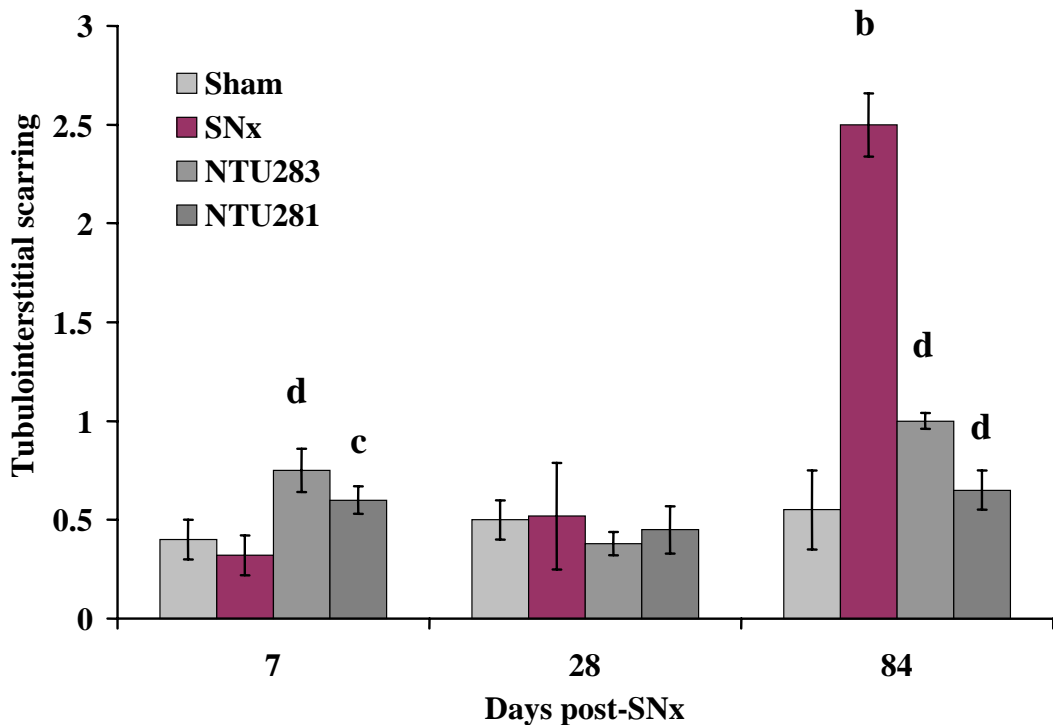 Tubulointerstitial scarring
3
2.5
2
1.5
1
0.5
0
Sham
SNx
NTU283
NTU281
d
c
b
d
d
7 28 84
Days post-SNx